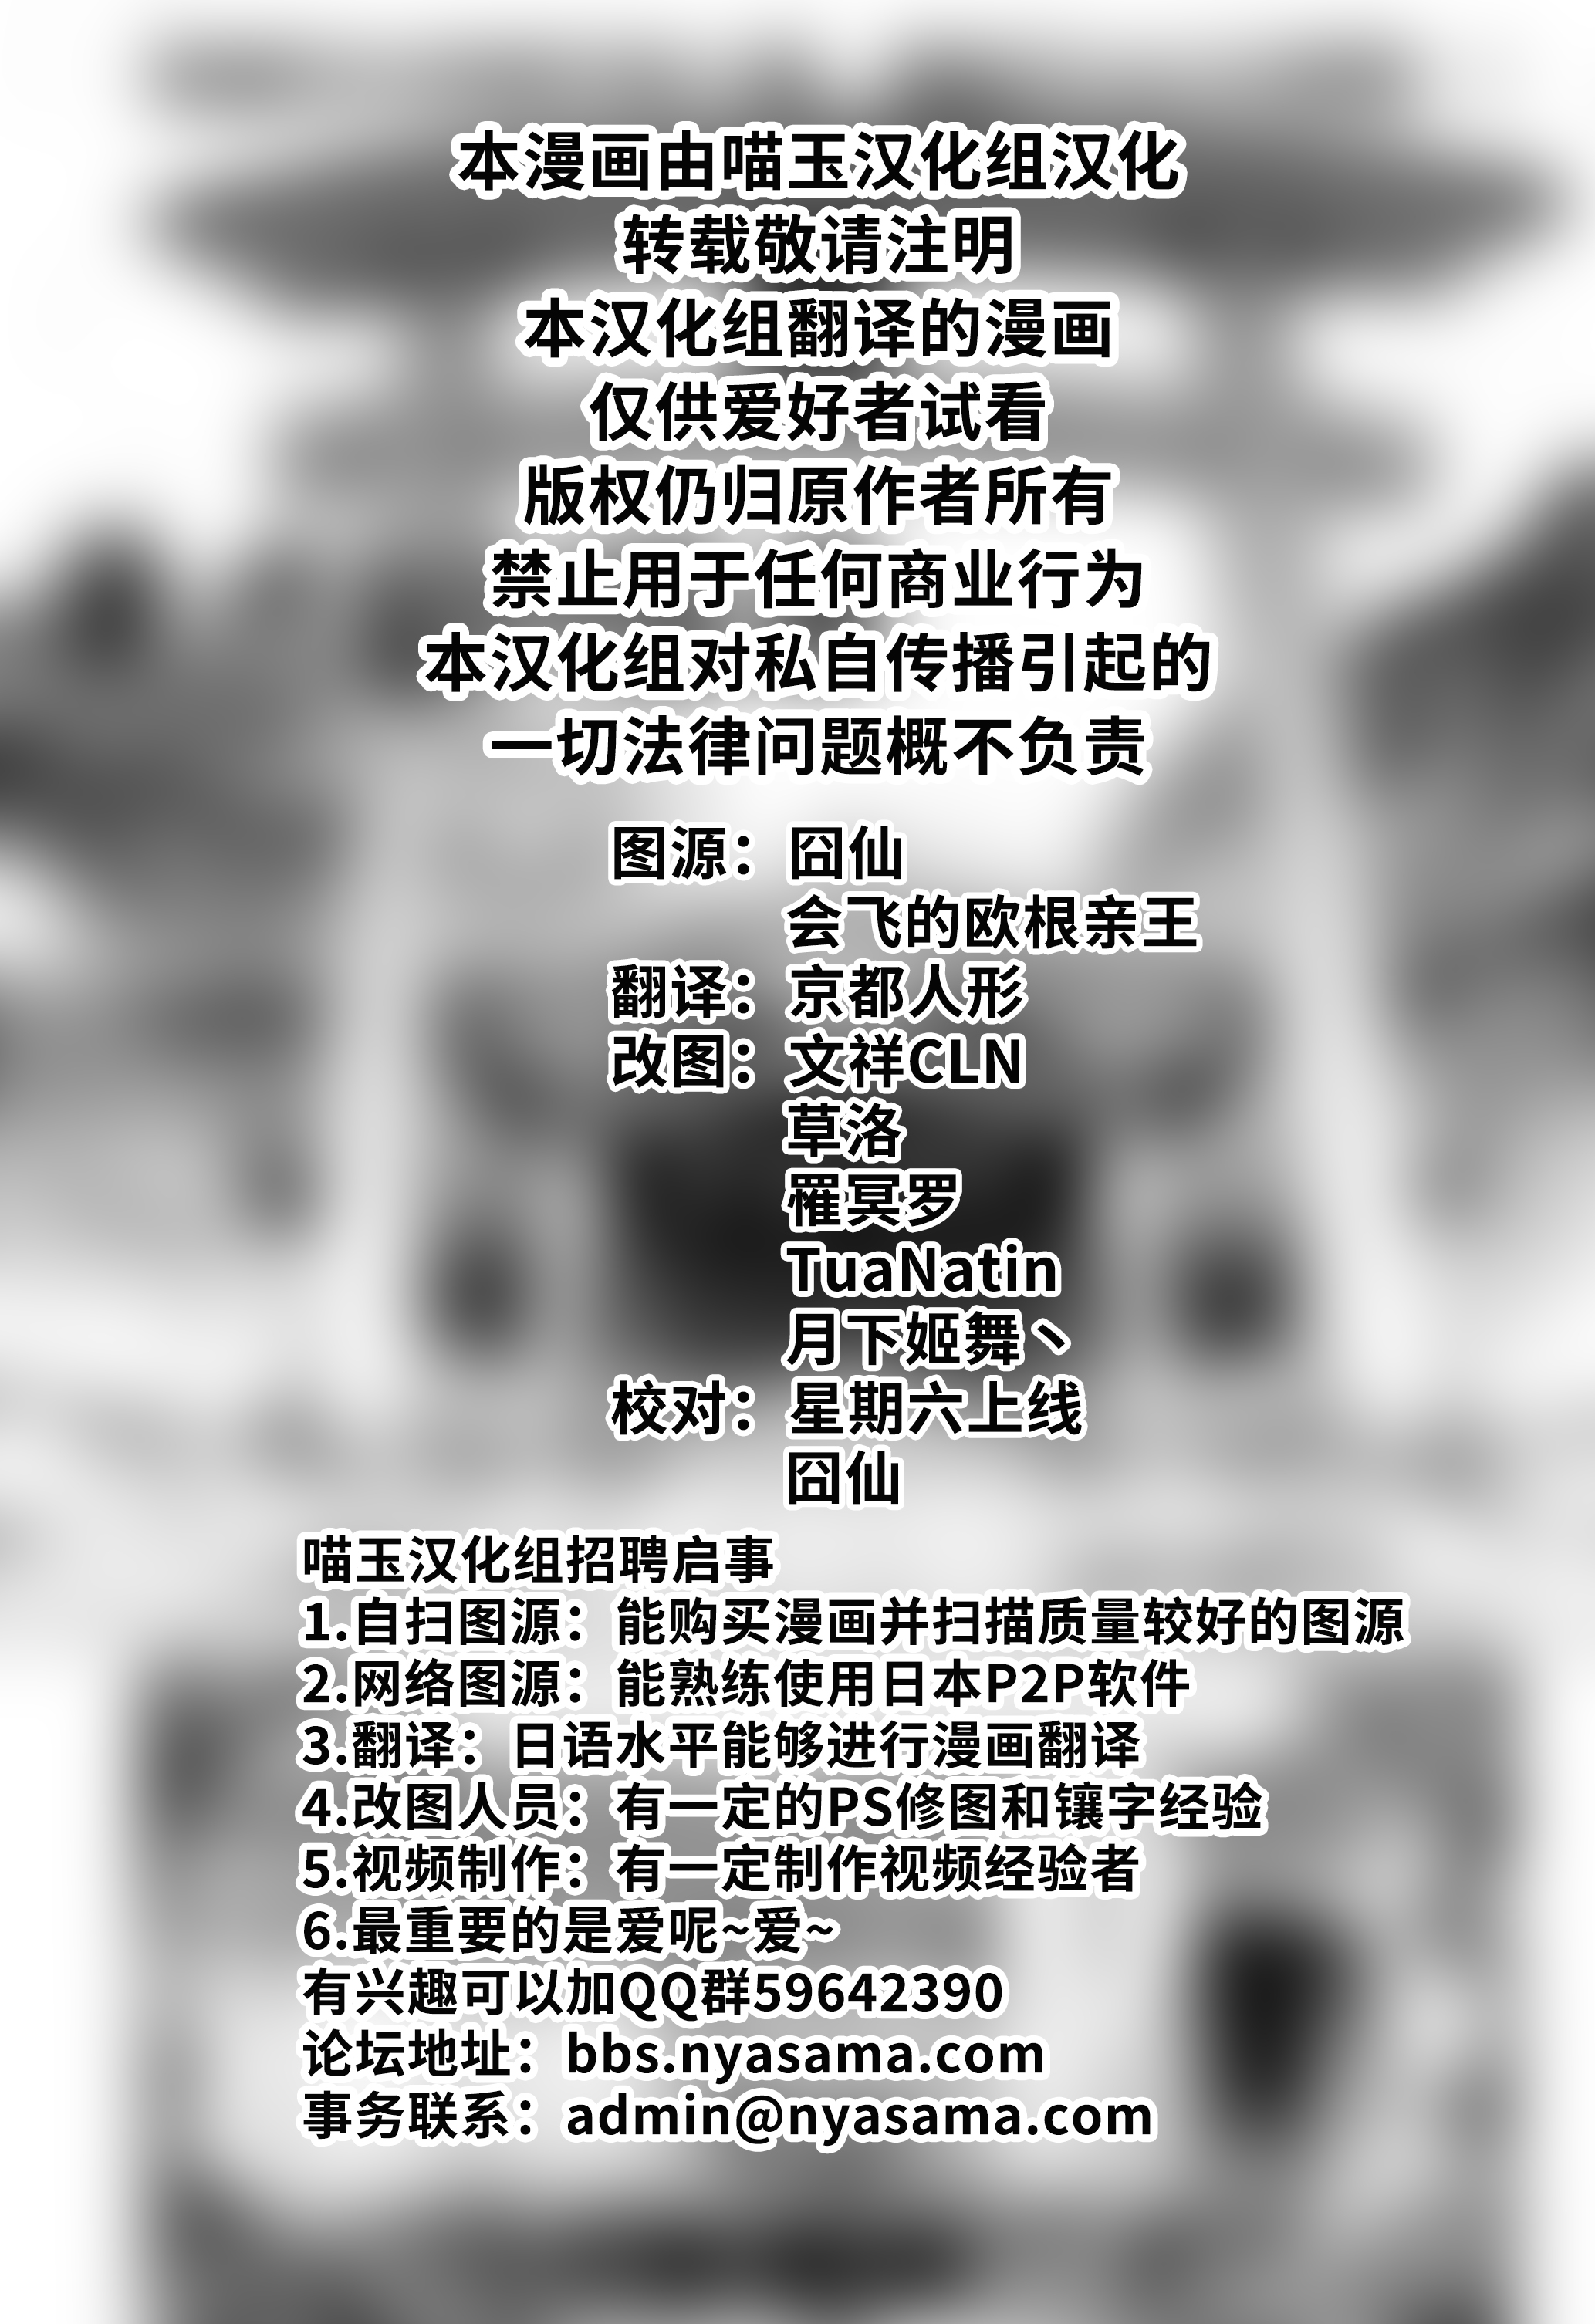 本漫画由喵玉汉化组汉化
转载敬请注明
本汉化组翻译的漫画
仅供爱好者试看
版权仍归原作者所有
禁止用于任何商业行为
本汉化组对私自传播引起的
一切法律问题概不负责
图源：囧仙
会飞的欧根亲王
翻译：京都人形
改图：文祥CLN
草洛
罹冥罗
TuaNatin
月下姬舞丶
校对：星期六上线
囧仙
喵玉汉化组招聘启事
1.自扫图源：能购买漫画并扫描质量较好的图源
2.网络图源：能熟练使用日本P2P软件
3.翻译：日语水平能够进行漫画翻译
4.改图人员：有一定的PS修图和镶字经验
5.视频制作：有一定制作视频经验者
6.最重要的是爱呢~爱~
有兴趣可以加QQ群59642390
论坛地址：bbs.nyasama.com
事务联系：admin@nyasama.com